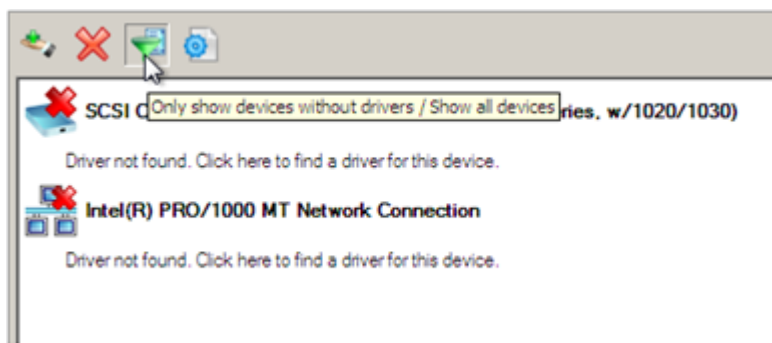 Only show devices without drivers / Show all devices
SCSI C ries, w/1020/1030)
Driver not found. Click here to find a driver for this device.
Intel(R) PRO/1000 MT Network Connection
Driver not found. Click here to find a driver for this device.